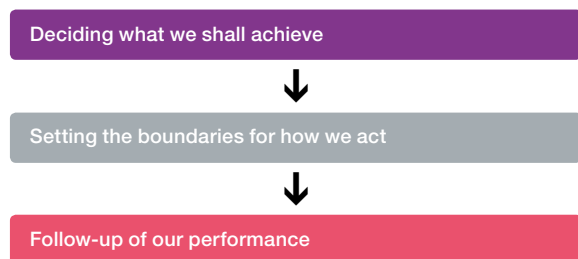 Deciding what we shall achieve
Setting the boundaries for how we act
Follow-up of our performance